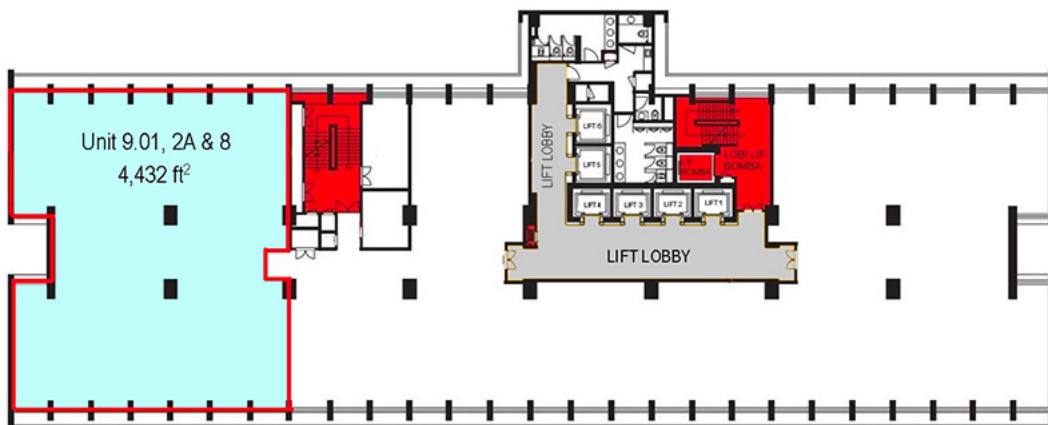 Unit 9.01, 2A & 8
4,432 ft²
LIFT LOBBY
LIFT 6
LIFT 5
LIFT 4
LIFT 3
LIFT 2
LIFT 1
LIF
BOMBA
LOBI LIF
BOMBA
LIFT LOBBY